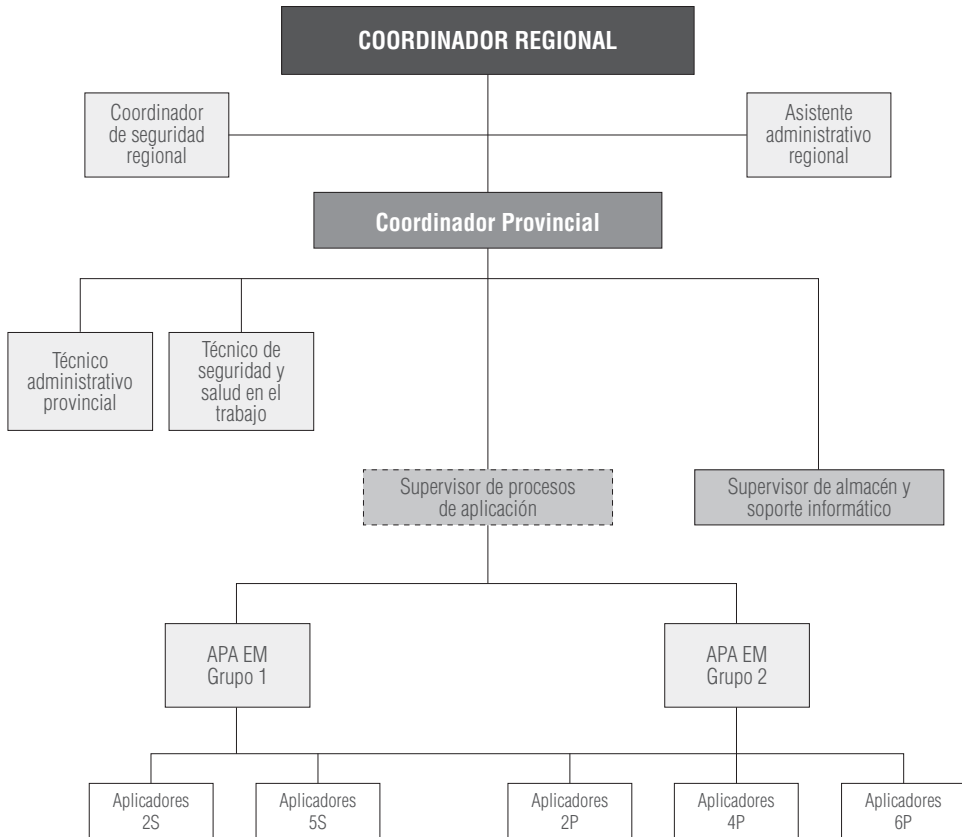 COORDINADOR REGIONAL
Coordinador
de seguridad
regional
Asistente
administrativo
regional
Coordinador Provincial
Técnico
administrativo
provincial
Técnico de
seguridad y
salud en el
trabajo
Supervisor de procesos
de aplicación
Supervisor de almacén y
soporte informático
APA EM
Grupo 1
APA EM
Grupo 2
Aplicadores
2S
Aplicadores
5S
Aplicadores
2P
Aplicadores
4P
Aplicadores
6P